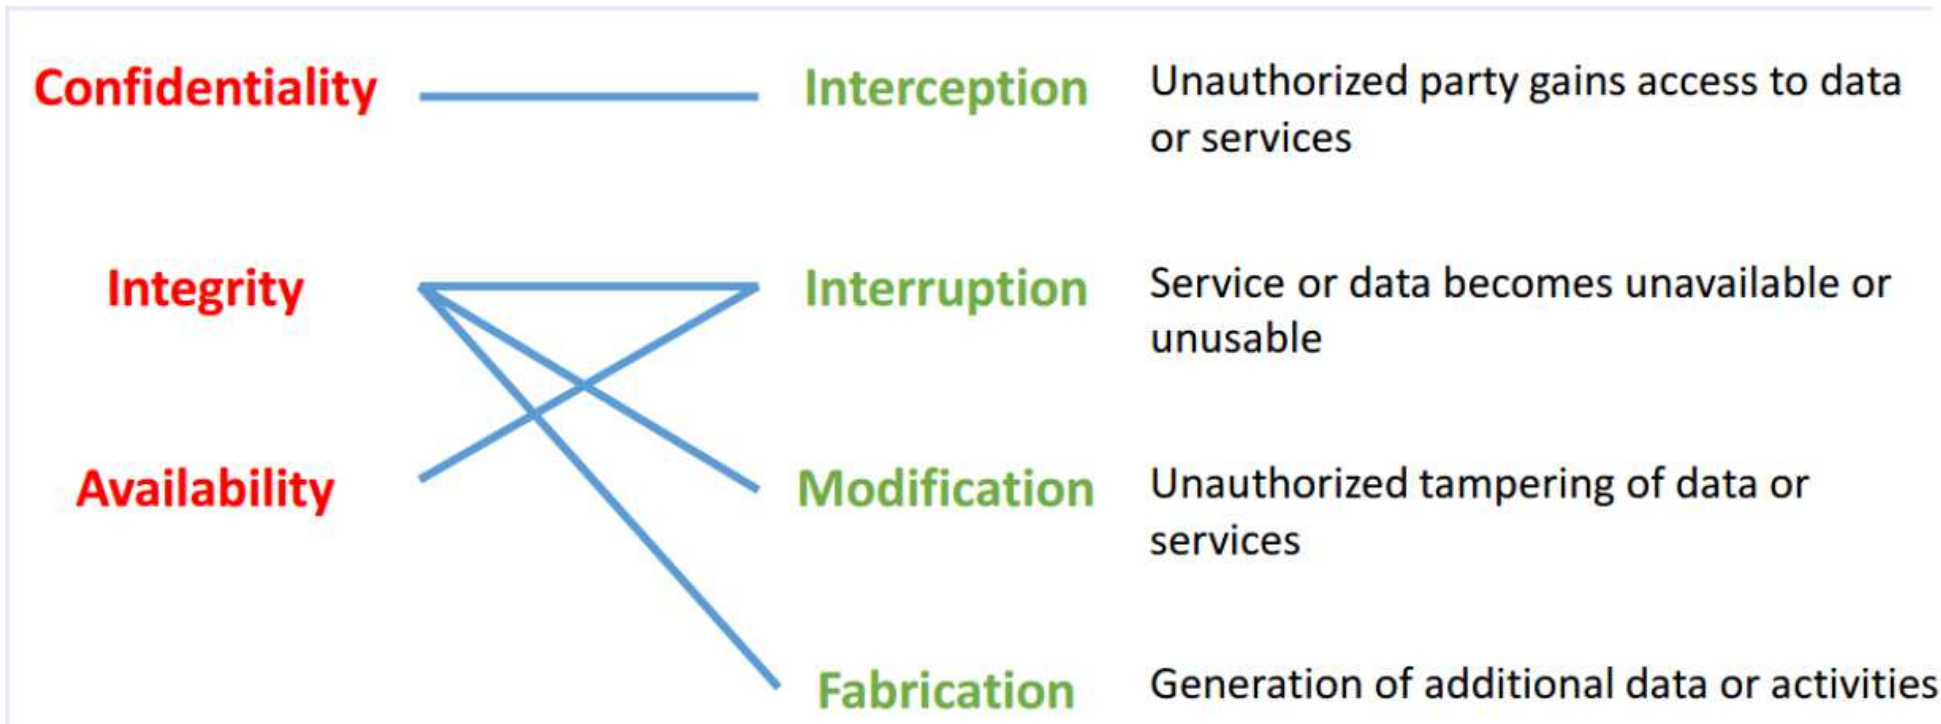 Confidentiality
Interception
Unauthorized party gains access to data
or services
Integrity
Interruption
Service or data becomes unavailable or
unusable
Availability
Modification
Unauthorized tampering of data or
services
Fabrication
Generation of additional data or activities